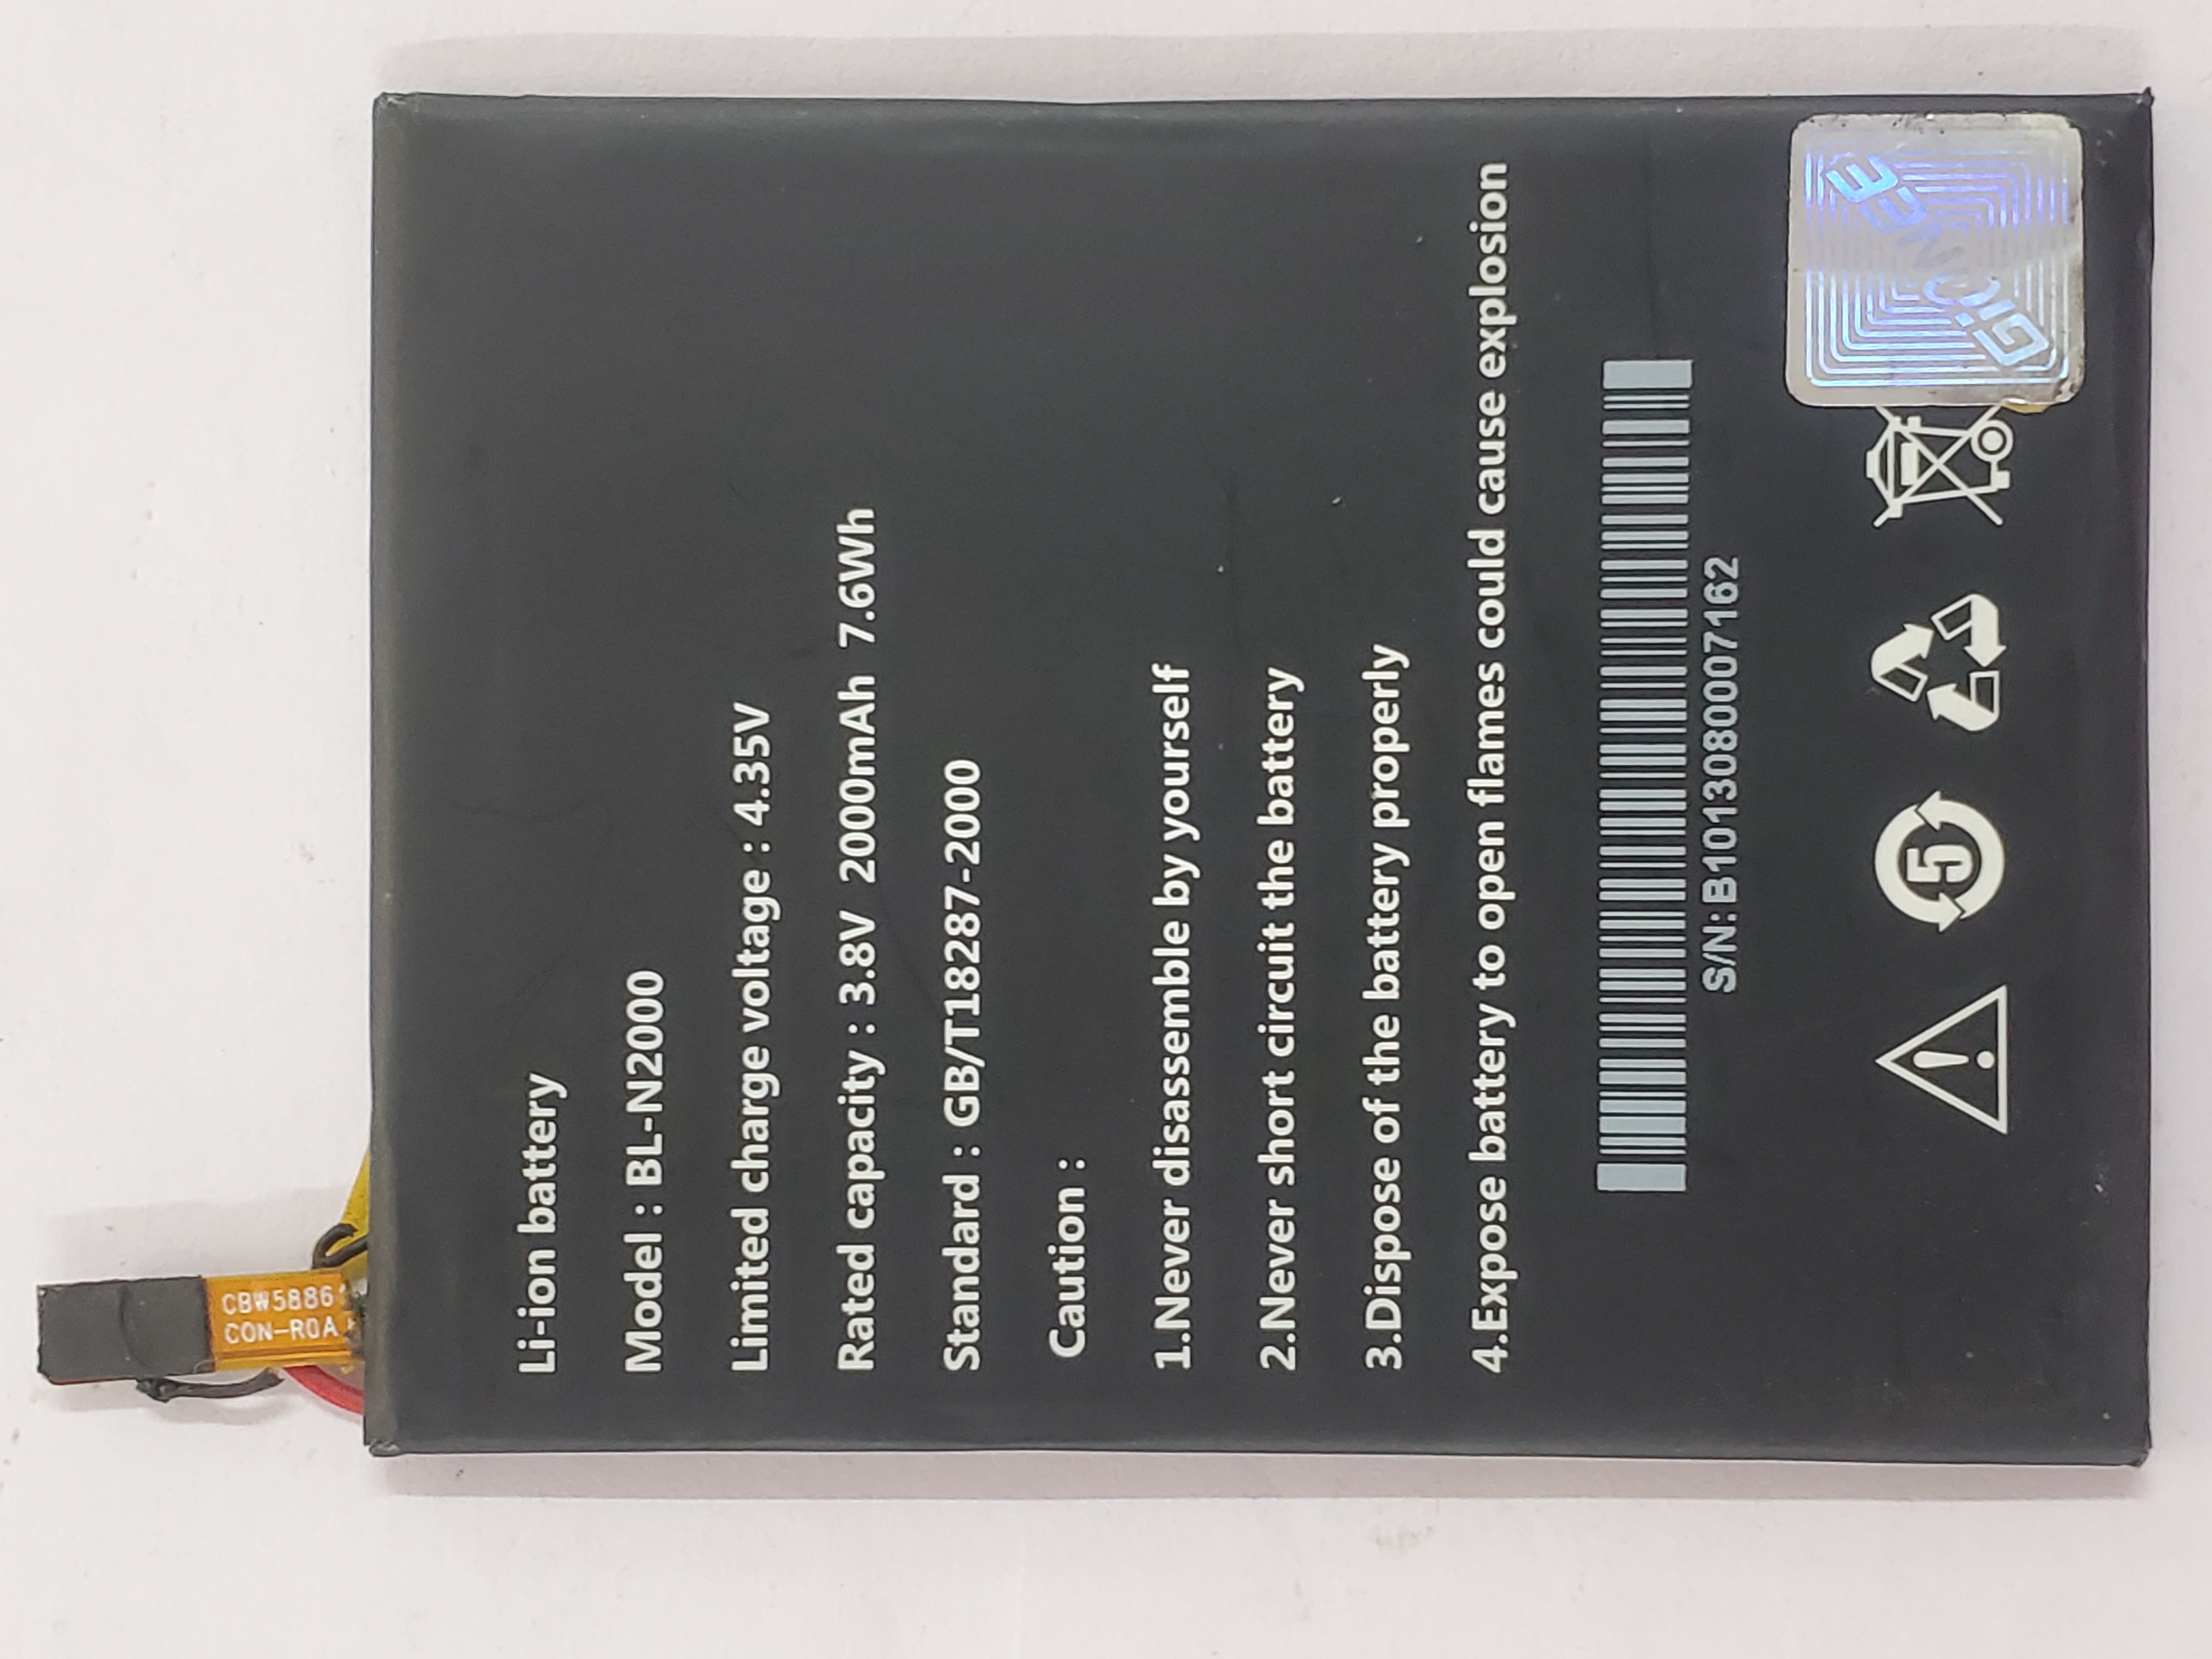 Li-ion battery
Model : BL-N2000
Limited charge voltage : 4.35V
Rated capacity : 3.8V 2000mAh 7.6Wh
Standard : GB/T18287-2000
Caution :
1.Never disassemble by yourself
2.Never short circuit the battery
3.Dispose of the battery properly
4.Expose battery to open flames could cause explosion
S/N:B1013080007162
5
GiONEE
CBW5886
CON-R0A